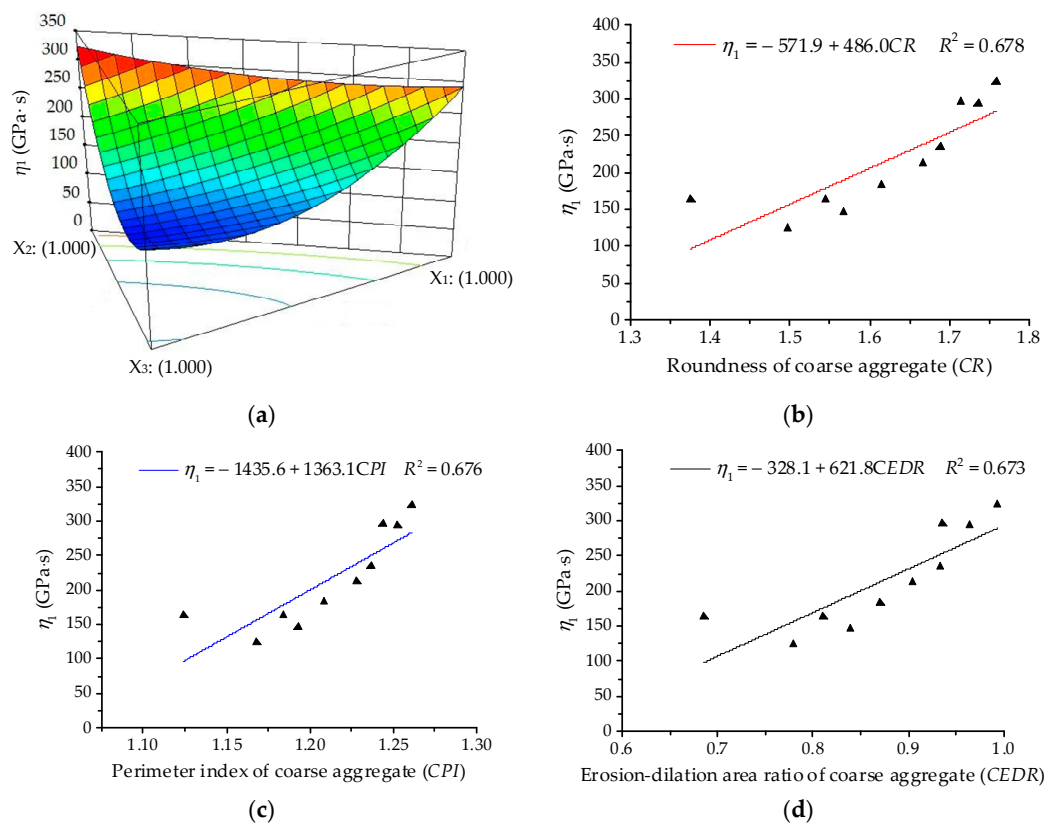 350
300
250
200
150
100
50
0
η1 (GPa·s)
X2: (1.000)
X1: (1.000)
X3: (1.000)
(a)
η1 = − 571.9 + 486.0CR R² = 0.678
400
350
300
250
200
150
100
50
0
η1 (GPa·s)
1.3 1.4 1.5 1.6 1.7 1.8
Roundness of coarse aggregate (CR)
(b)
η1 = − 1435.6 + 1363.1CPI R² = 0.676
400
350
300
250
200
150
100
50
0
η1 (GPa·s)
1.10 1.15 1.20 1.25 1.30
Perimeter index of coarse aggregate (CPI)
(c)
η1 = − 328.1 + 621.8CEDR R² = 0.673
400
350
300
250
200
150
100
50
0
η1 (GPa·s)
0.6 0.7 0.8 0.9 1.0
Erosion-dilation area ratio of coarse aggregate (CEDR)
(d)